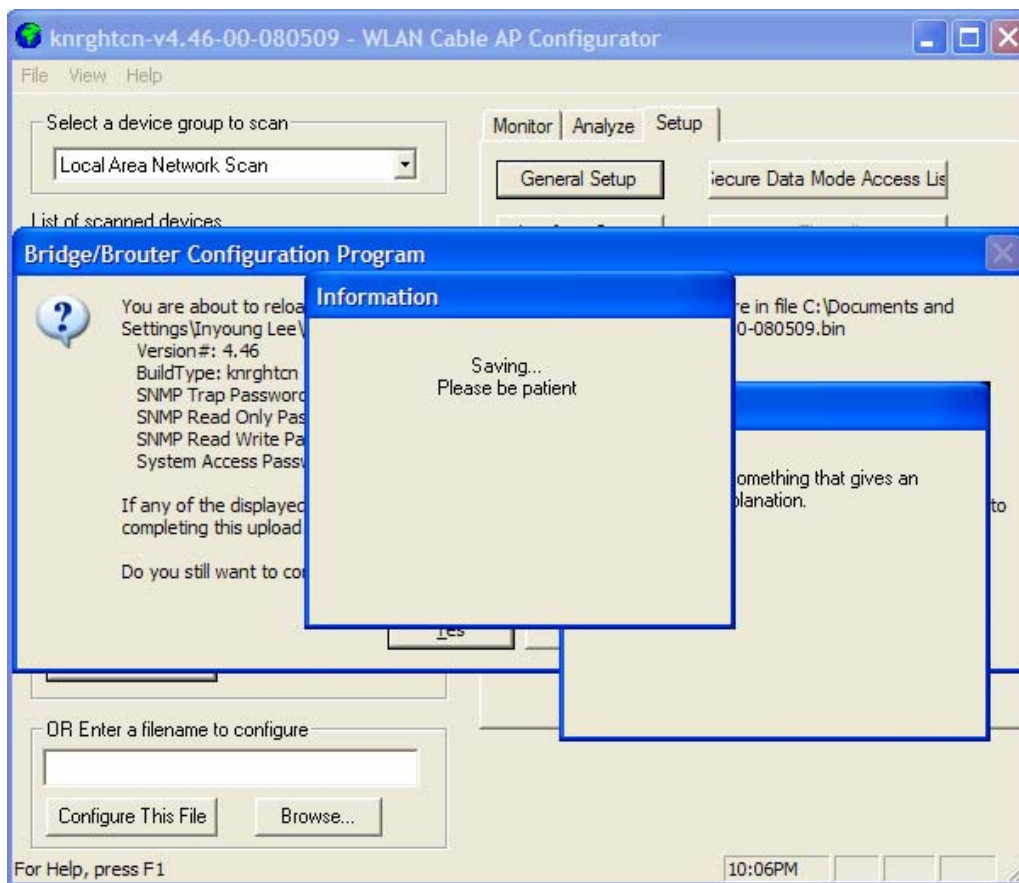 knrghtcn-v4.46-00-080509 - WLAN Cable AP Configurator
File View Help
Select a device group to scan
Local Area Network Scan
List of scanned devices
Monitor Analyze Setup
General Setup
Secure Data Mode Access Lis
Bridge/Brouter Configuration Program
You are about to reloa
re in file C:\Documents and
Settings\Inyoung Lee\
0-080509.bin
Version#: 4.46
BuildType: knrghtcn
SNMP Trap Password
SNMP Read Only Pas
SNMP Read Write Pa
System Access Passw
If any of the displayed
to
completing this upload
Do you still want to con
Yes
Information
Saving...
Please be patient
omething that gives an
planation.
OR Enter a filename to configure
Configure This File
Browse...
For Help, press F1
10:06PM